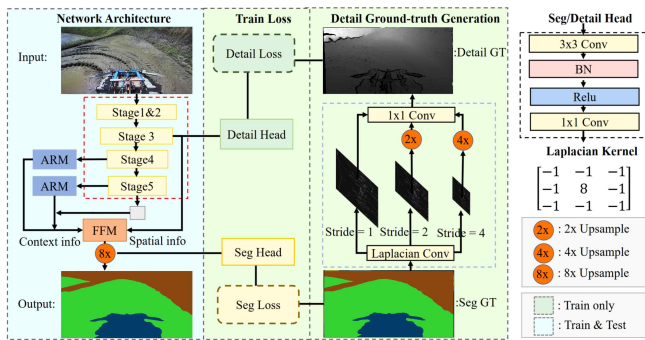 Network Architecture
Input:
Stage1&2
Stage 3
ARM
Stage4
ARM
Stage5
Context info
FFM
Spatial info
8x
Output:
Train Loss
Detail Loss
Detail Head
Seg Head
Seg Loss
Detail Ground-truth Generation
:Detail GT
1x1 Conv
2x
4x
Stride = 1
Stride = 2
Stride = 4
Laplacian Conv
:Seg GT
Seg/Detail Head
3x3 Conv
BN
Relu
1x1 Conv
Laplacian Kernel
−1 −1 −1
−1 8 −1
−1 −1 −1
2x : 2x Upsample
4x : 4x Upsample
8x : 8x Upsample
: Train only
: Train & Test